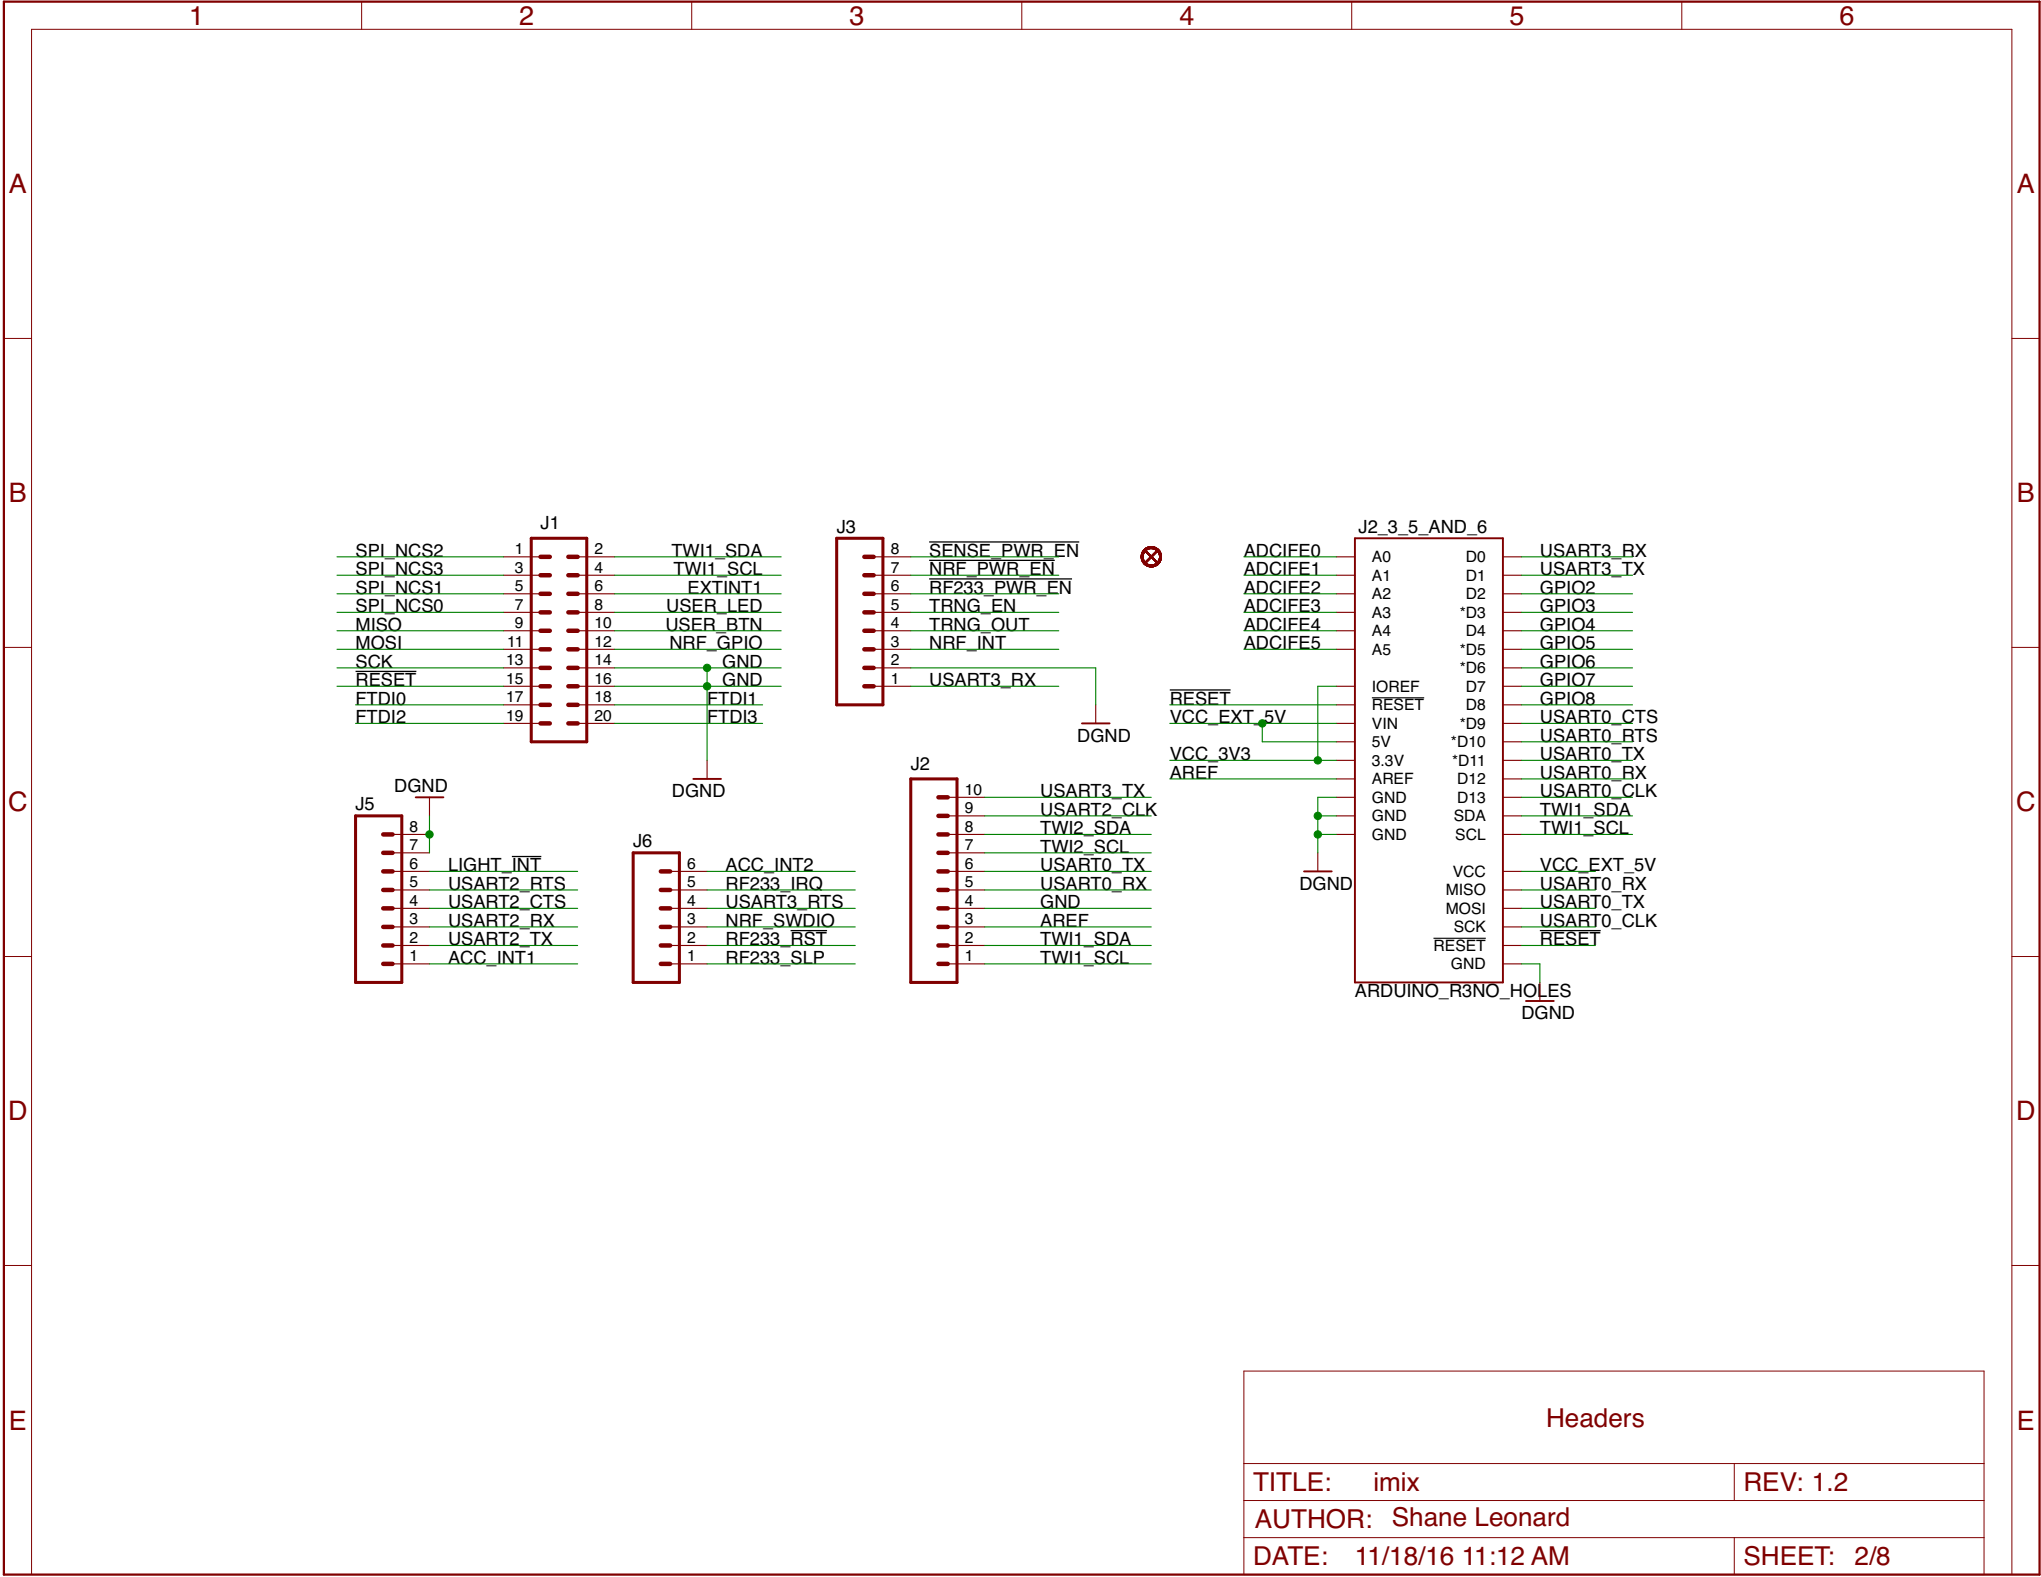 1 2 3 4 5 6
A A
B B
C C
D D
E E
J1
SPI_NCS2 1 2 TWI1_SDA
SPI_NCS3 3 4 TWI1_SCL
SPI_NCS1 5 6 EXTINT1
SPI_NCS0 7 8 USER_LED
MISO 9 10 USER_BTN
MOSI 11 12 NRF_GPIO
SCK 13 14 GND
RESET 15 16 GND
FTDI0 17 18 FTDI1
FTDI2 19 20 FTDI3
DGND
J3
8 SENSE_PWR_EN
7 NRF_PWR_EN
6 RF233_PWR_EN
5 TRNG_EN
4 TRNG_OUT
3 NRF_INT
2
1 USART3_RX
DGND
DGND
J5
8
7
6 LIGHT_INT
5 USART2_RTS
4 USART2_CTS
3 USART2_RX
2 USART2_TX
1 ACC_INT1
J6
6 ACC_INT2
5 RF233_IRQ
4 USART3_RTS
3 NRF_SWDIO
2 RF233_RST
1 RF233_SLP
J2
10 USART3_TX
9 USART2_CLK
8 TWI2_SDA
7 TWI2_SCL
6 USART0_TX
5 USART0_RX
4 GND
3 AREF
2 TWI1_SDA
1 TWI1_SCL
J2_3_5_AND_6
ADCIFE0 A0 D0 USART3_RX
ADCIFE1 A1 D1 USART3_TX
ADCIFE2 A2 D2 GPIO2
ADCIFE3 A3 *D3 GPIO3
ADCIFE4 A4 D4 GPIO4
ADCIFE5 A5 *D5 GPIO5
*D6 GPIO6
IOREF D7 GPIO7
RESET RESET D8 GPIO8
VCC_EXT_5V VIN *D9 USART0_CTS
5V *D10 USART0_RTS
VCC_3V3 3.3V *D11 USART0_TX
AREF AREF D12 USART0_RX
GND D13 USART0_CLK
GND SDA TWI1_SDA
GND SCL TWI1_SCL
DGND
VCC VCC_EXT_5V
MISO USART0_RX
MOSI USART0_TX
SCK USART0_CLK
RESET RESET
GND
ARDUINO_R3NO_HOLES
DGND
Headers
TITLE: imix REV: 1.2
AUTHOR: Shane Leonard
DATE: 11/18/16 11:12 AM SHEET: 2/8